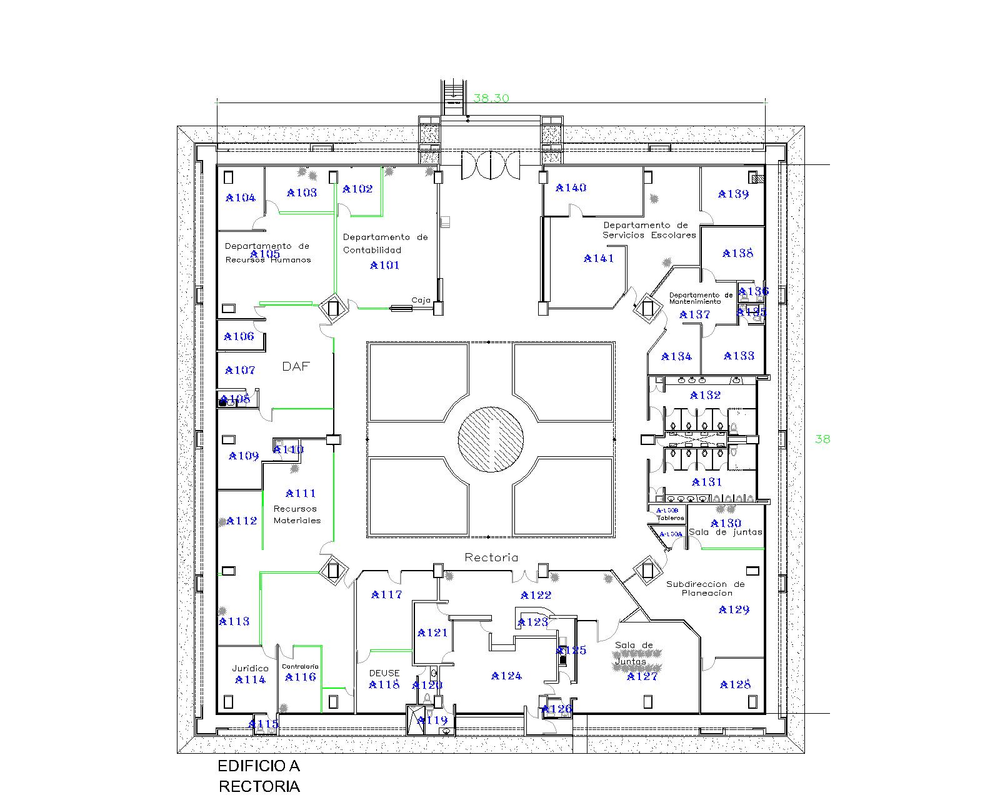 38.30
A104
A103
A102
A140
A139
Departamento de
Recursos Humanos
A105
Departamento de
Contabilidad
A101
Caja
Departamento de
Servicios Escolares
A141
A138
A136
A135
Departamento de
Mantenimiento
A137
A106
A107
DAF
A108
A134
A133
A132
A109
A110
38
A111
Recursos
Materiales
A112
A131
A-130B
Tableros
A-130A
A130
Sala de juntas
Rectoria
A113
A117
A122
A123
A121
Subdireccion de
Planeacion
A129
Juridico
A114
Contraloria
A116
DEUSE
A118
A120
A124
A125
Sala de
Juntas
A127
A128
A115
A119
A126
EDIFICIO A
RECTORIA